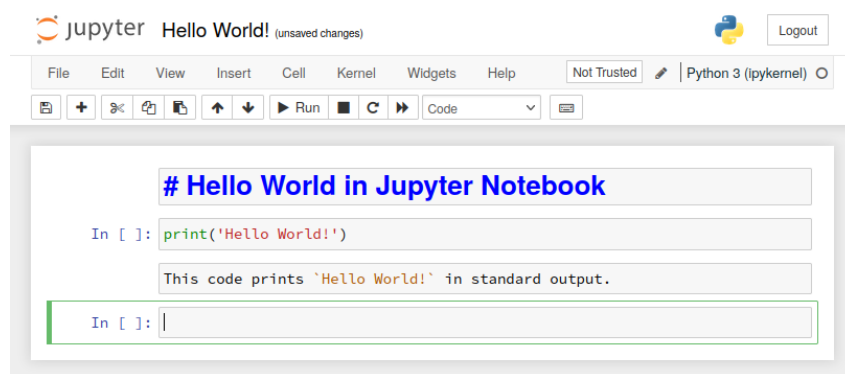 jupyter Hello World! (unsaved changes) Logout
File Edit View Insert Cell Kernel Widgets Help Not Trusted Python 3 (ipykernel)
Run Code
# Hello World in Jupyter Notebook
In [ ]: print('Hello World!')
This code prints `Hello World!` in standard output.
In [ ]: